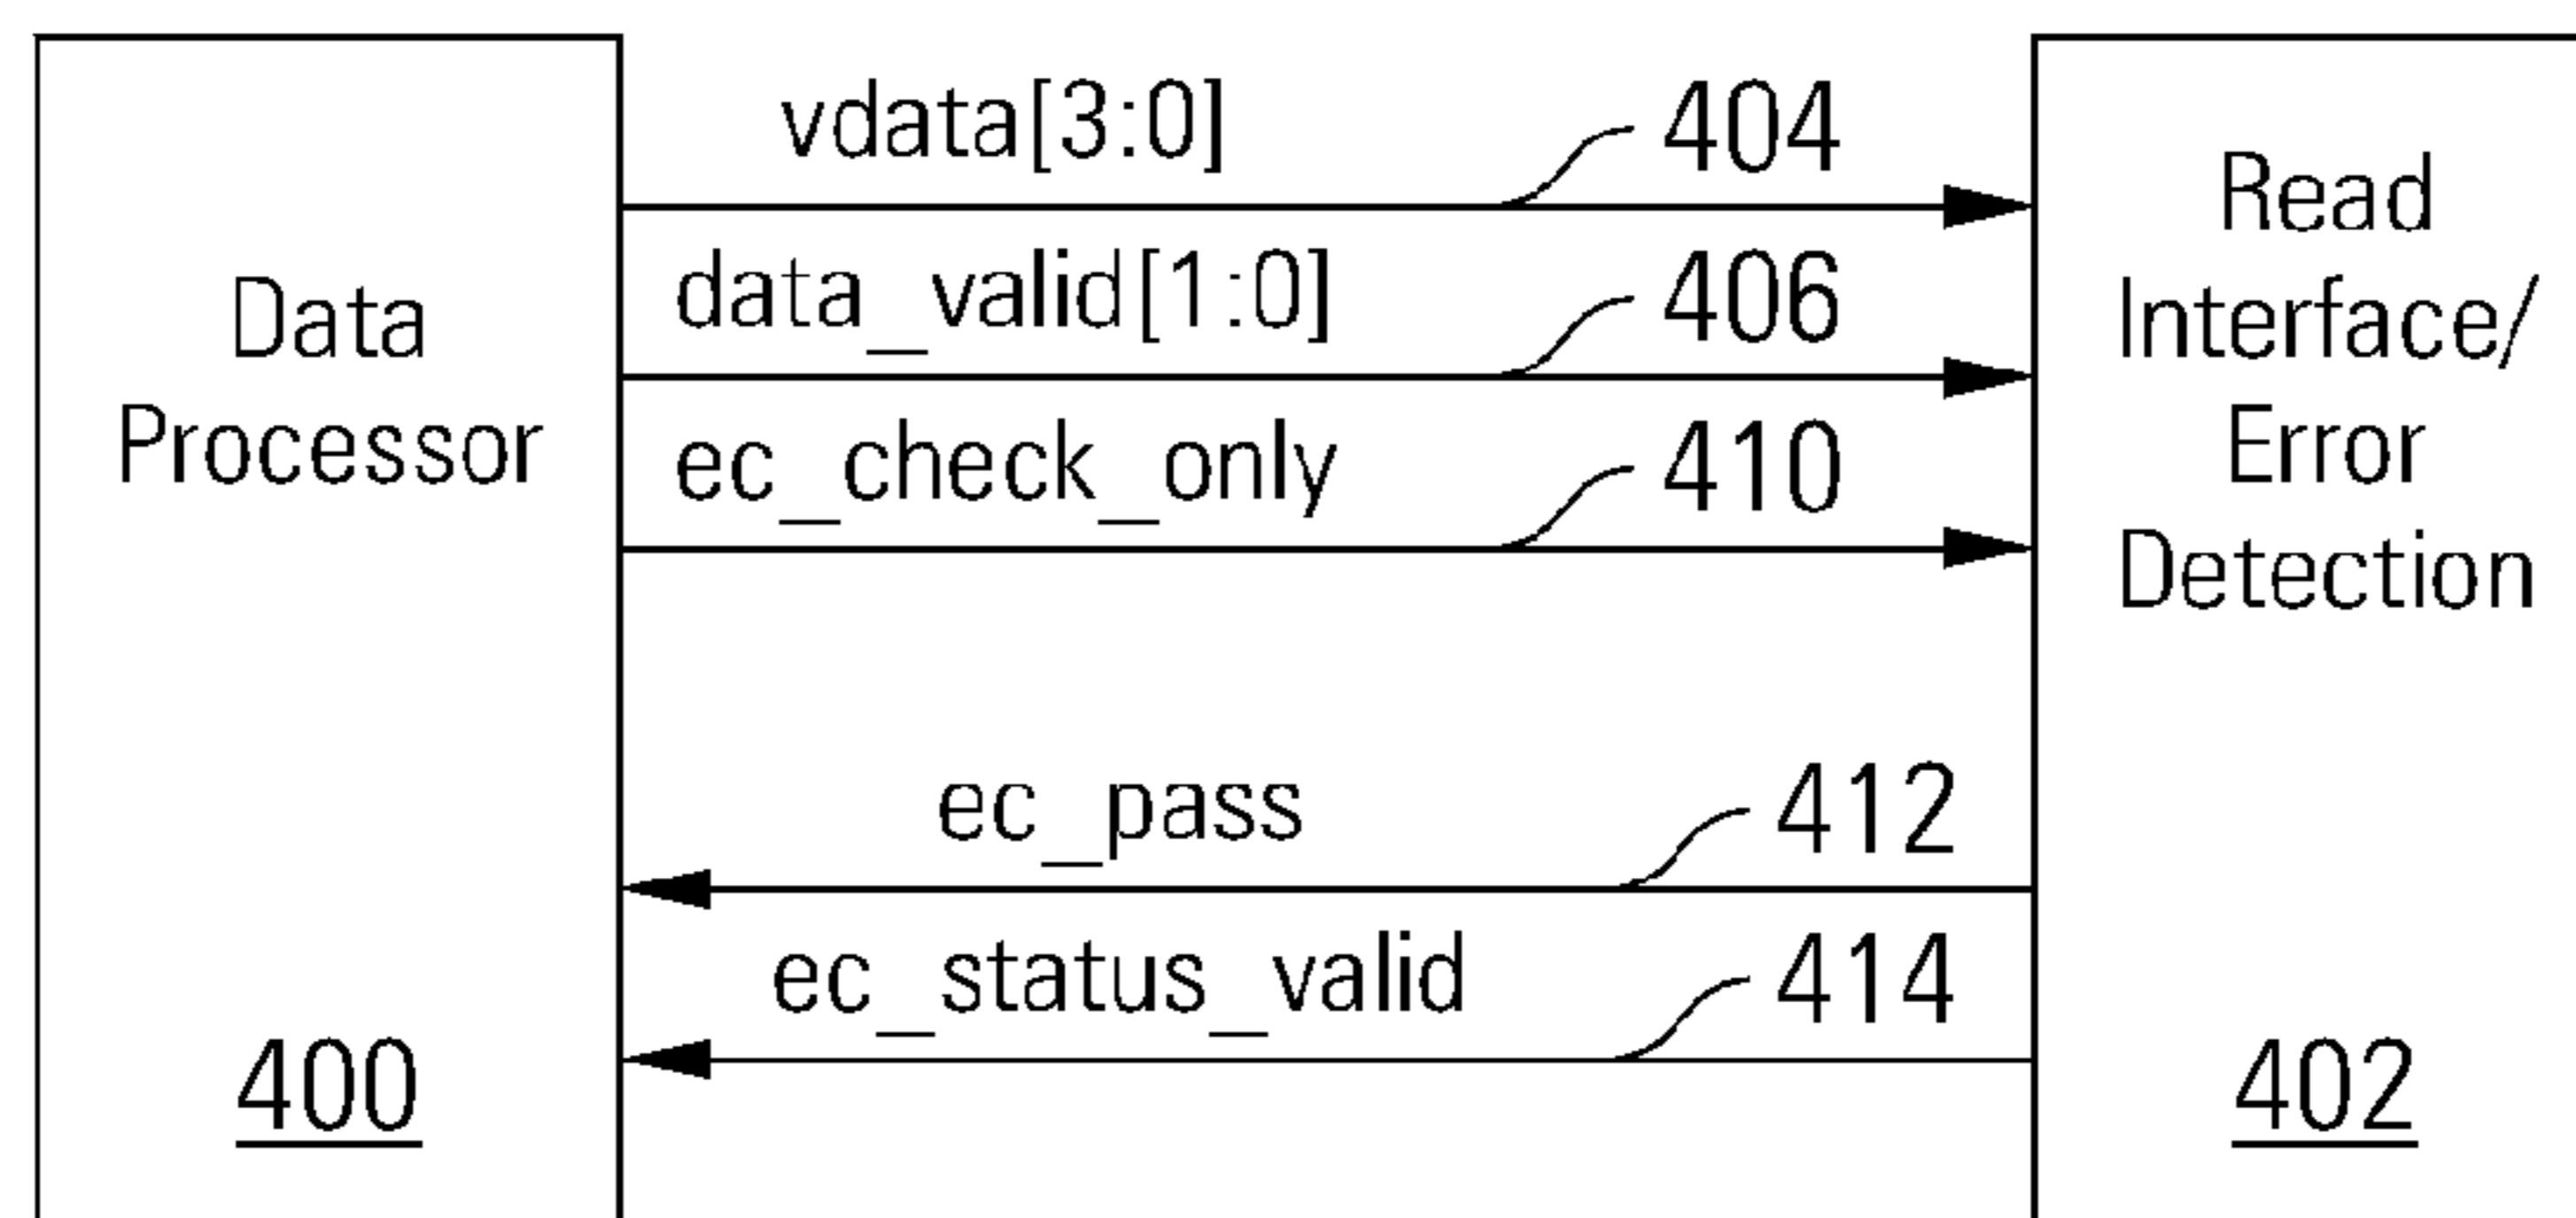 vdata[3:0]
404
Data
Processor
data_valid[1:0]
406
ec_check_only
410
Read
Interface/
Error
Detection
ec_pass
412
ec_status_valid
414
400
402